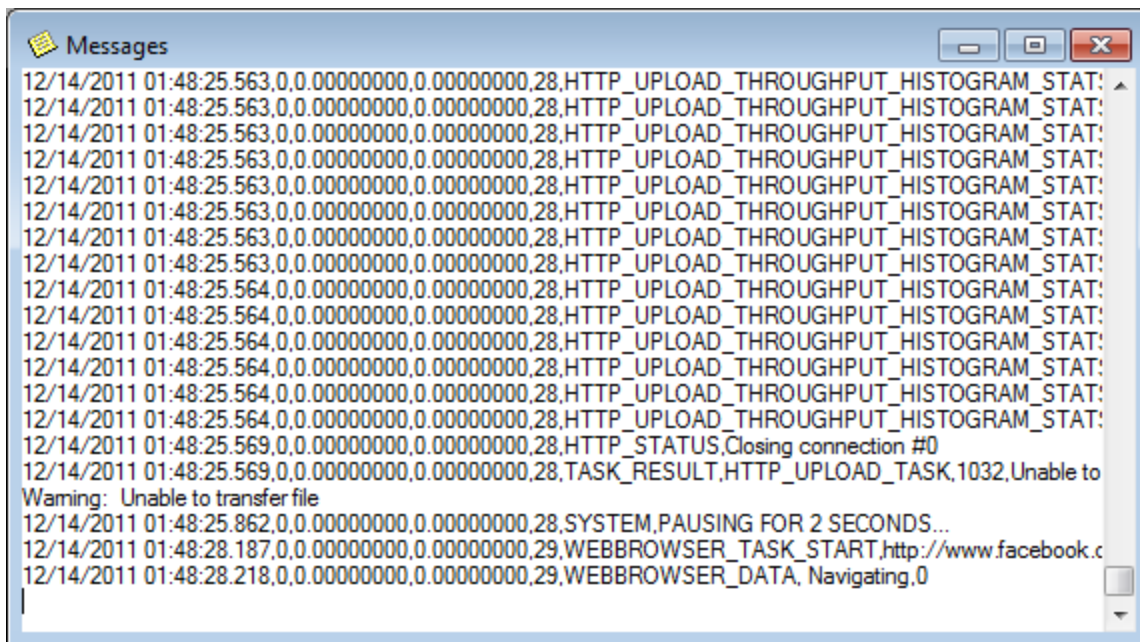 Messages
12/14/2011 01:48:25.563,0,0.00000000,0.00000000,28,HTTP_UPLOAD_THROUGHPUT_HISTOGRAM_STATS
12/14/2011 01:48:25.563,0,0.00000000,0.00000000,28,HTTP_UPLOAD_THROUGHPUT_HISTOGRAM_STATS
12/14/2011 01:48:25.563,0,0.00000000,0.00000000,28,HTTP_UPLOAD_THROUGHPUT_HISTOGRAM_STATS
12/14/2011 01:48:25.563,0,0.00000000,0.00000000,28,HTTP_UPLOAD_THROUGHPUT_HISTOGRAM_STATS
12/14/2011 01:48:25.563,0,0.00000000,0.00000000,28,HTTP_UPLOAD_THROUGHPUT_HISTOGRAM_STATS
12/14/2011 01:48:25.563,0,0.00000000,0.00000000,28,HTTP_UPLOAD_THROUGHPUT_HISTOGRAM_STATS
12/14/2011 01:48:25.563,0,0.00000000,0.00000000,28,HTTP_UPLOAD_THROUGHPUT_HISTOGRAM_STATS
12/14/2011 01:48:25.563,0,0.00000000,0.00000000,28,HTTP_UPLOAD_THROUGHPUT_HISTOGRAM_STATS
12/14/2011 01:48:25.564,0,0.00000000,0.00000000,28,HTTP_UPLOAD_THROUGHPUT_HISTOGRAM_STATS
12/14/2011 01:48:25.564,0,0.00000000,0.00000000,28,HTTP_UPLOAD_THROUGHPUT_HISTOGRAM_STATS
12/14/2011 01:48:25.564,0,0.00000000,0.00000000,28,HTTP_UPLOAD_THROUGHPUT_HISTOGRAM_STATS
12/14/2011 01:48:25.564,0,0.00000000,0.00000000,28,HTTP_UPLOAD_THROUGHPUT_HISTOGRAM_STATS
12/14/2011 01:48:25.564,0,0.00000000,0.00000000,28,HTTP_UPLOAD_THROUGHPUT_HISTOGRAM_STATS
12/14/2011 01:48:25.564,0,0.00000000,0.00000000,28,HTTP_UPLOAD_THROUGHPUT_HISTOGRAM_STATS
12/14/2011 01:48:25.569,0,0.00000000,0.00000000,28,HTTP_STATUS,Closing connection #0
12/14/2011 01:48:25.569,0,0.00000000,0.00000000,28,TASK_RESULT,HTTP_UPLOAD_TASK,1032,Unable to
Warning:  Unable to transfer file
12/14/2011 01:48:25.862,0,0.00000000,0.00000000,28,SYSTEM,PAUSING FOR 2 SECONDS...
12/14/2011 01:48:28.187,0,0.00000000,0.00000000,29,WEBBROWSER_TASK_START,http://www.facebook.c
12/14/2011 01:48:28.218,0,0.00000000,0.00000000,29,WEBBROWSER_DATA, Navigating,0